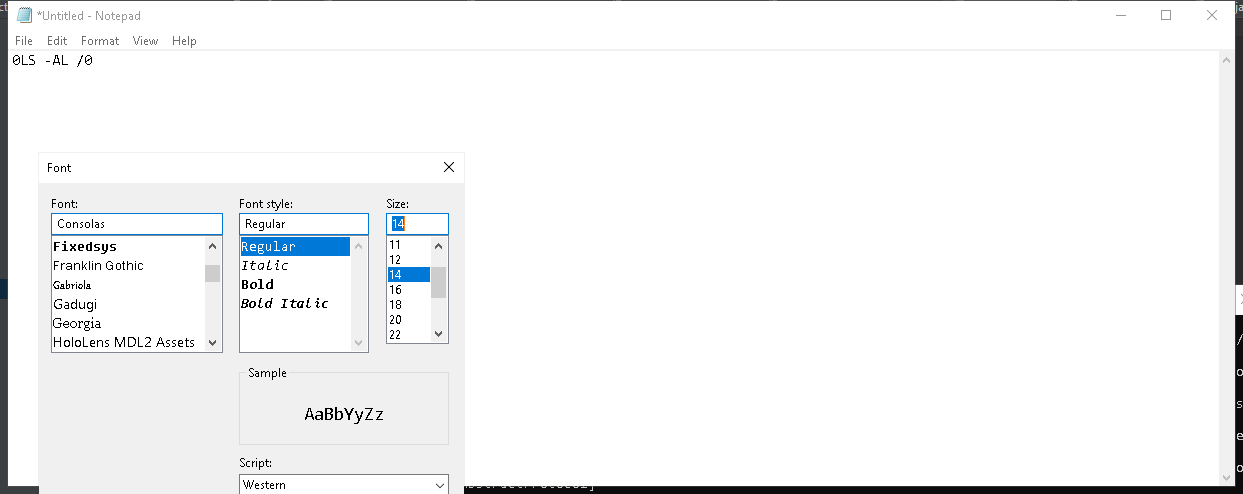 *Untitled - Notepad
File Edit Format View Help
0LS -AL /0
Font
Font: Font style: Size:
Consolas Regular 14
Fixedsys Regular 11
Franklin Gothic Italic 12
Gabriola Bold 14
Gadugi Bold Italic 16
Georgia 18
HoloLens MDL2 Assets 20
22
Sample
AaBbYyZz
Script:
Western